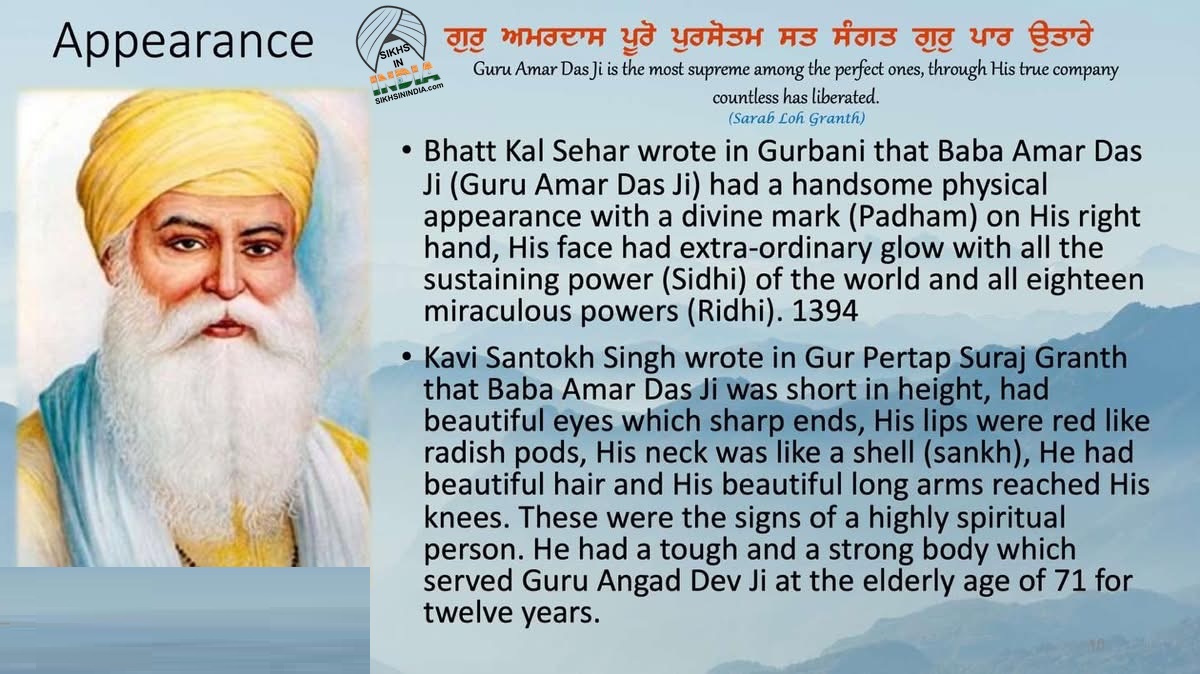 Appearance
SIKHS
IN
INDIA
SIKHSININDIA.com
ਗੁਰੁ ਅਮਰਦਾਸ ਪੂਰੋ ਪੁਰਸੋਤਮ ਸਤ ਸੰਗਤ ਗੁਰੁ ਪਾਰ ਉਤਾਰੇ
Guru Amar Das Ji is the most supreme among the perfect ones, through His true company
countless has liberated.
(Sarab Loh Granth)
• Bhatt Kal Sehar wrote in Gurbani that Baba Amar Das
Ji (Guru Amar Das Ji) had a handsome physical
appearance with a divine mark (Padham) on His right
hand, His face had extra-ordinary glow with all the
sustaining power (Sidhi) of the world and all eighteen
miraculous powers (Ridhi). 1394
• Kavi Santokh Singh wrote in Gur Pertap Suraj Granth
that Baba Amar Das Ji was short in height, had
beautiful eyes which sharp ends, His lips were red like
radish pods, His neck was like a shell (sankh), He had
beautiful hair and His beautiful long arms reached His
knees. These were the signs of a highly spiritual
person. He had a tough and a strong body which
served Guru Angad Dev Ji at the elderly age of 71 for
twelve years.